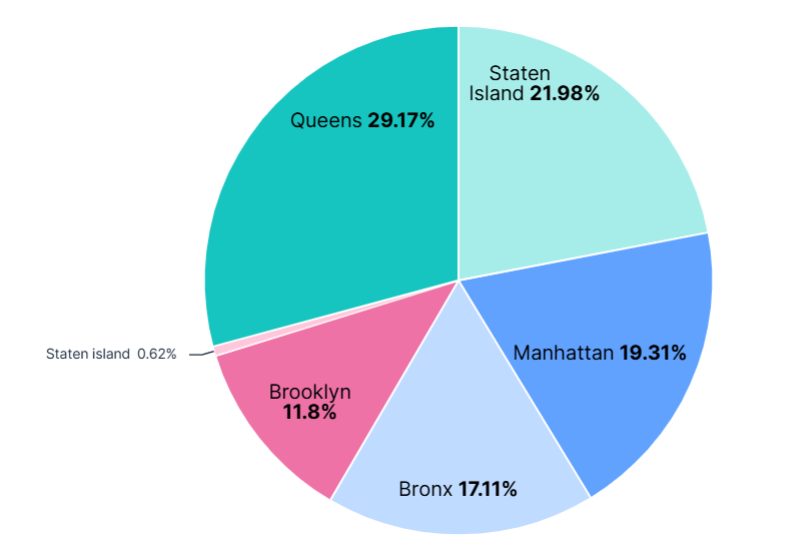 Staten
Island 21.98%
Queens 29.17%
Manhattan 19.31%
Staten island 0.62%
Brooklyn
11.8%
Bronx 17.11%